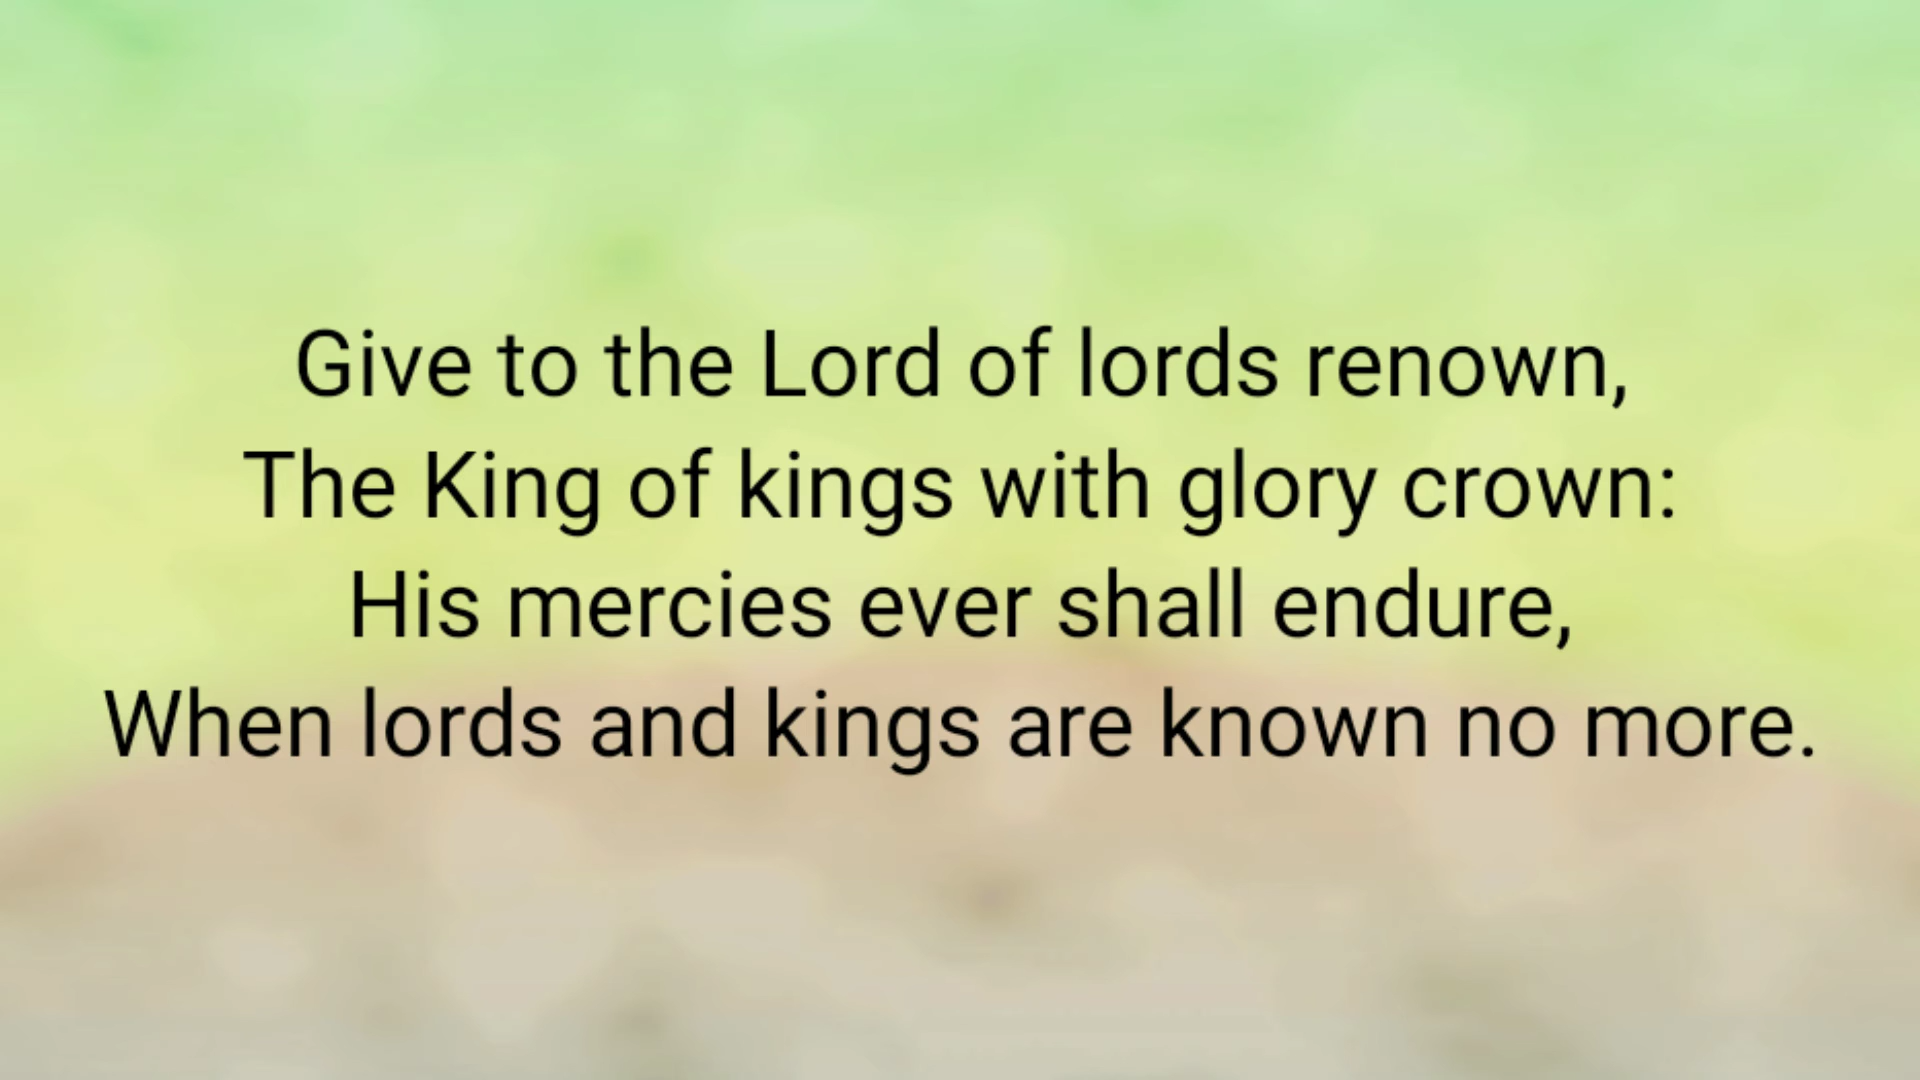 Give to the Lord of lords renown,
The King of kings with glory crown:
His mercies ever shall endure,
When lords and kings are known no more.